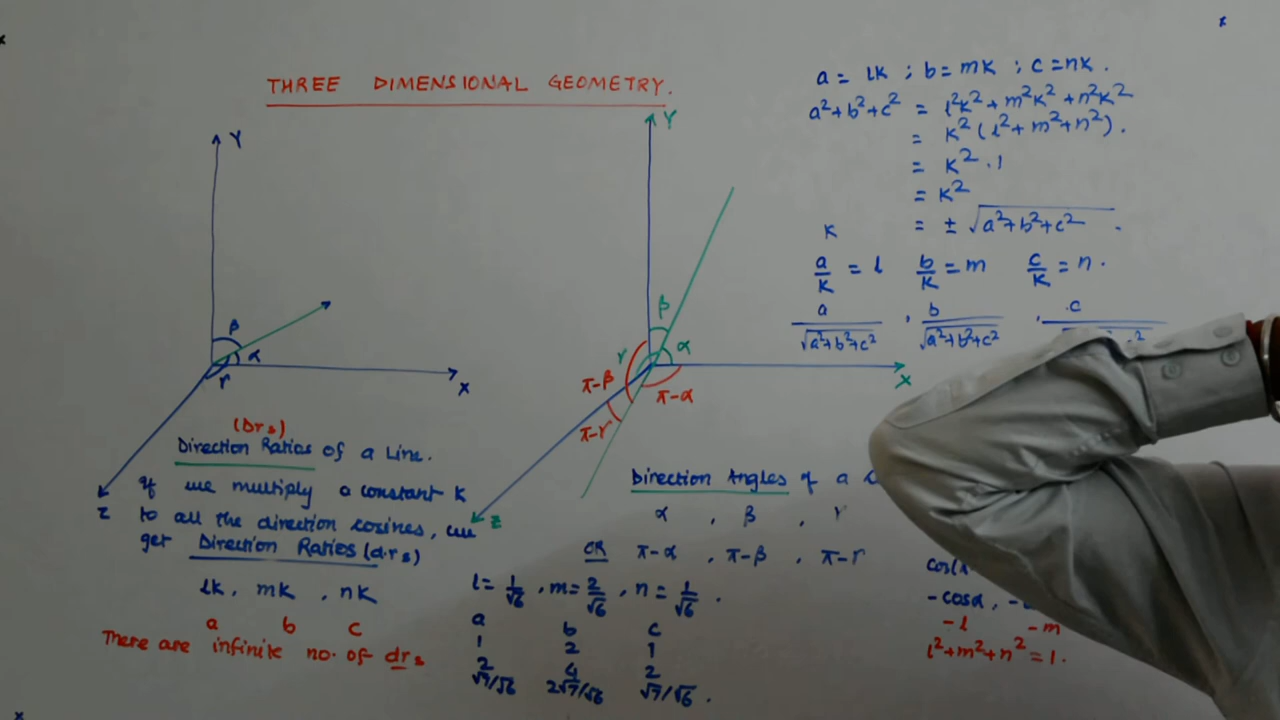 THREE DIMENSIONAL GEOMETRY.
Y
β
α
r
X
Z
Y
β
α
r
π-β
π-α
π-r
X
Z
(Drs)
Direction Ratios of a Line.
If we multiply a constant K
to all the direction cosines, we
get Direction Ratios (d.rs)
lK, mK, nK
a b c
There are infinite no. of drs
Direction Angles of a
α , β , r
OR π-α , π-β , π-r
l = 1/√6 , m = 2/√6 , n = 1/√6 .
a b c
1 2 1
2 4 2
√7/√6 2√7/√6 √7/√6 .
a = lK ; b = mK ; c = nK .
a²+b²+c² = l²K²+m²K²+n²K²
= K²(l²+m²+n²).
= K².1
= K²
K = ± √a²+b²+c² .
a/K = l b/K = m c/K = n .
a/√a²+b²+c² , b/√a²+b²+c² , c
-cosα ,
-l -m
l²+m²+n² = 1.